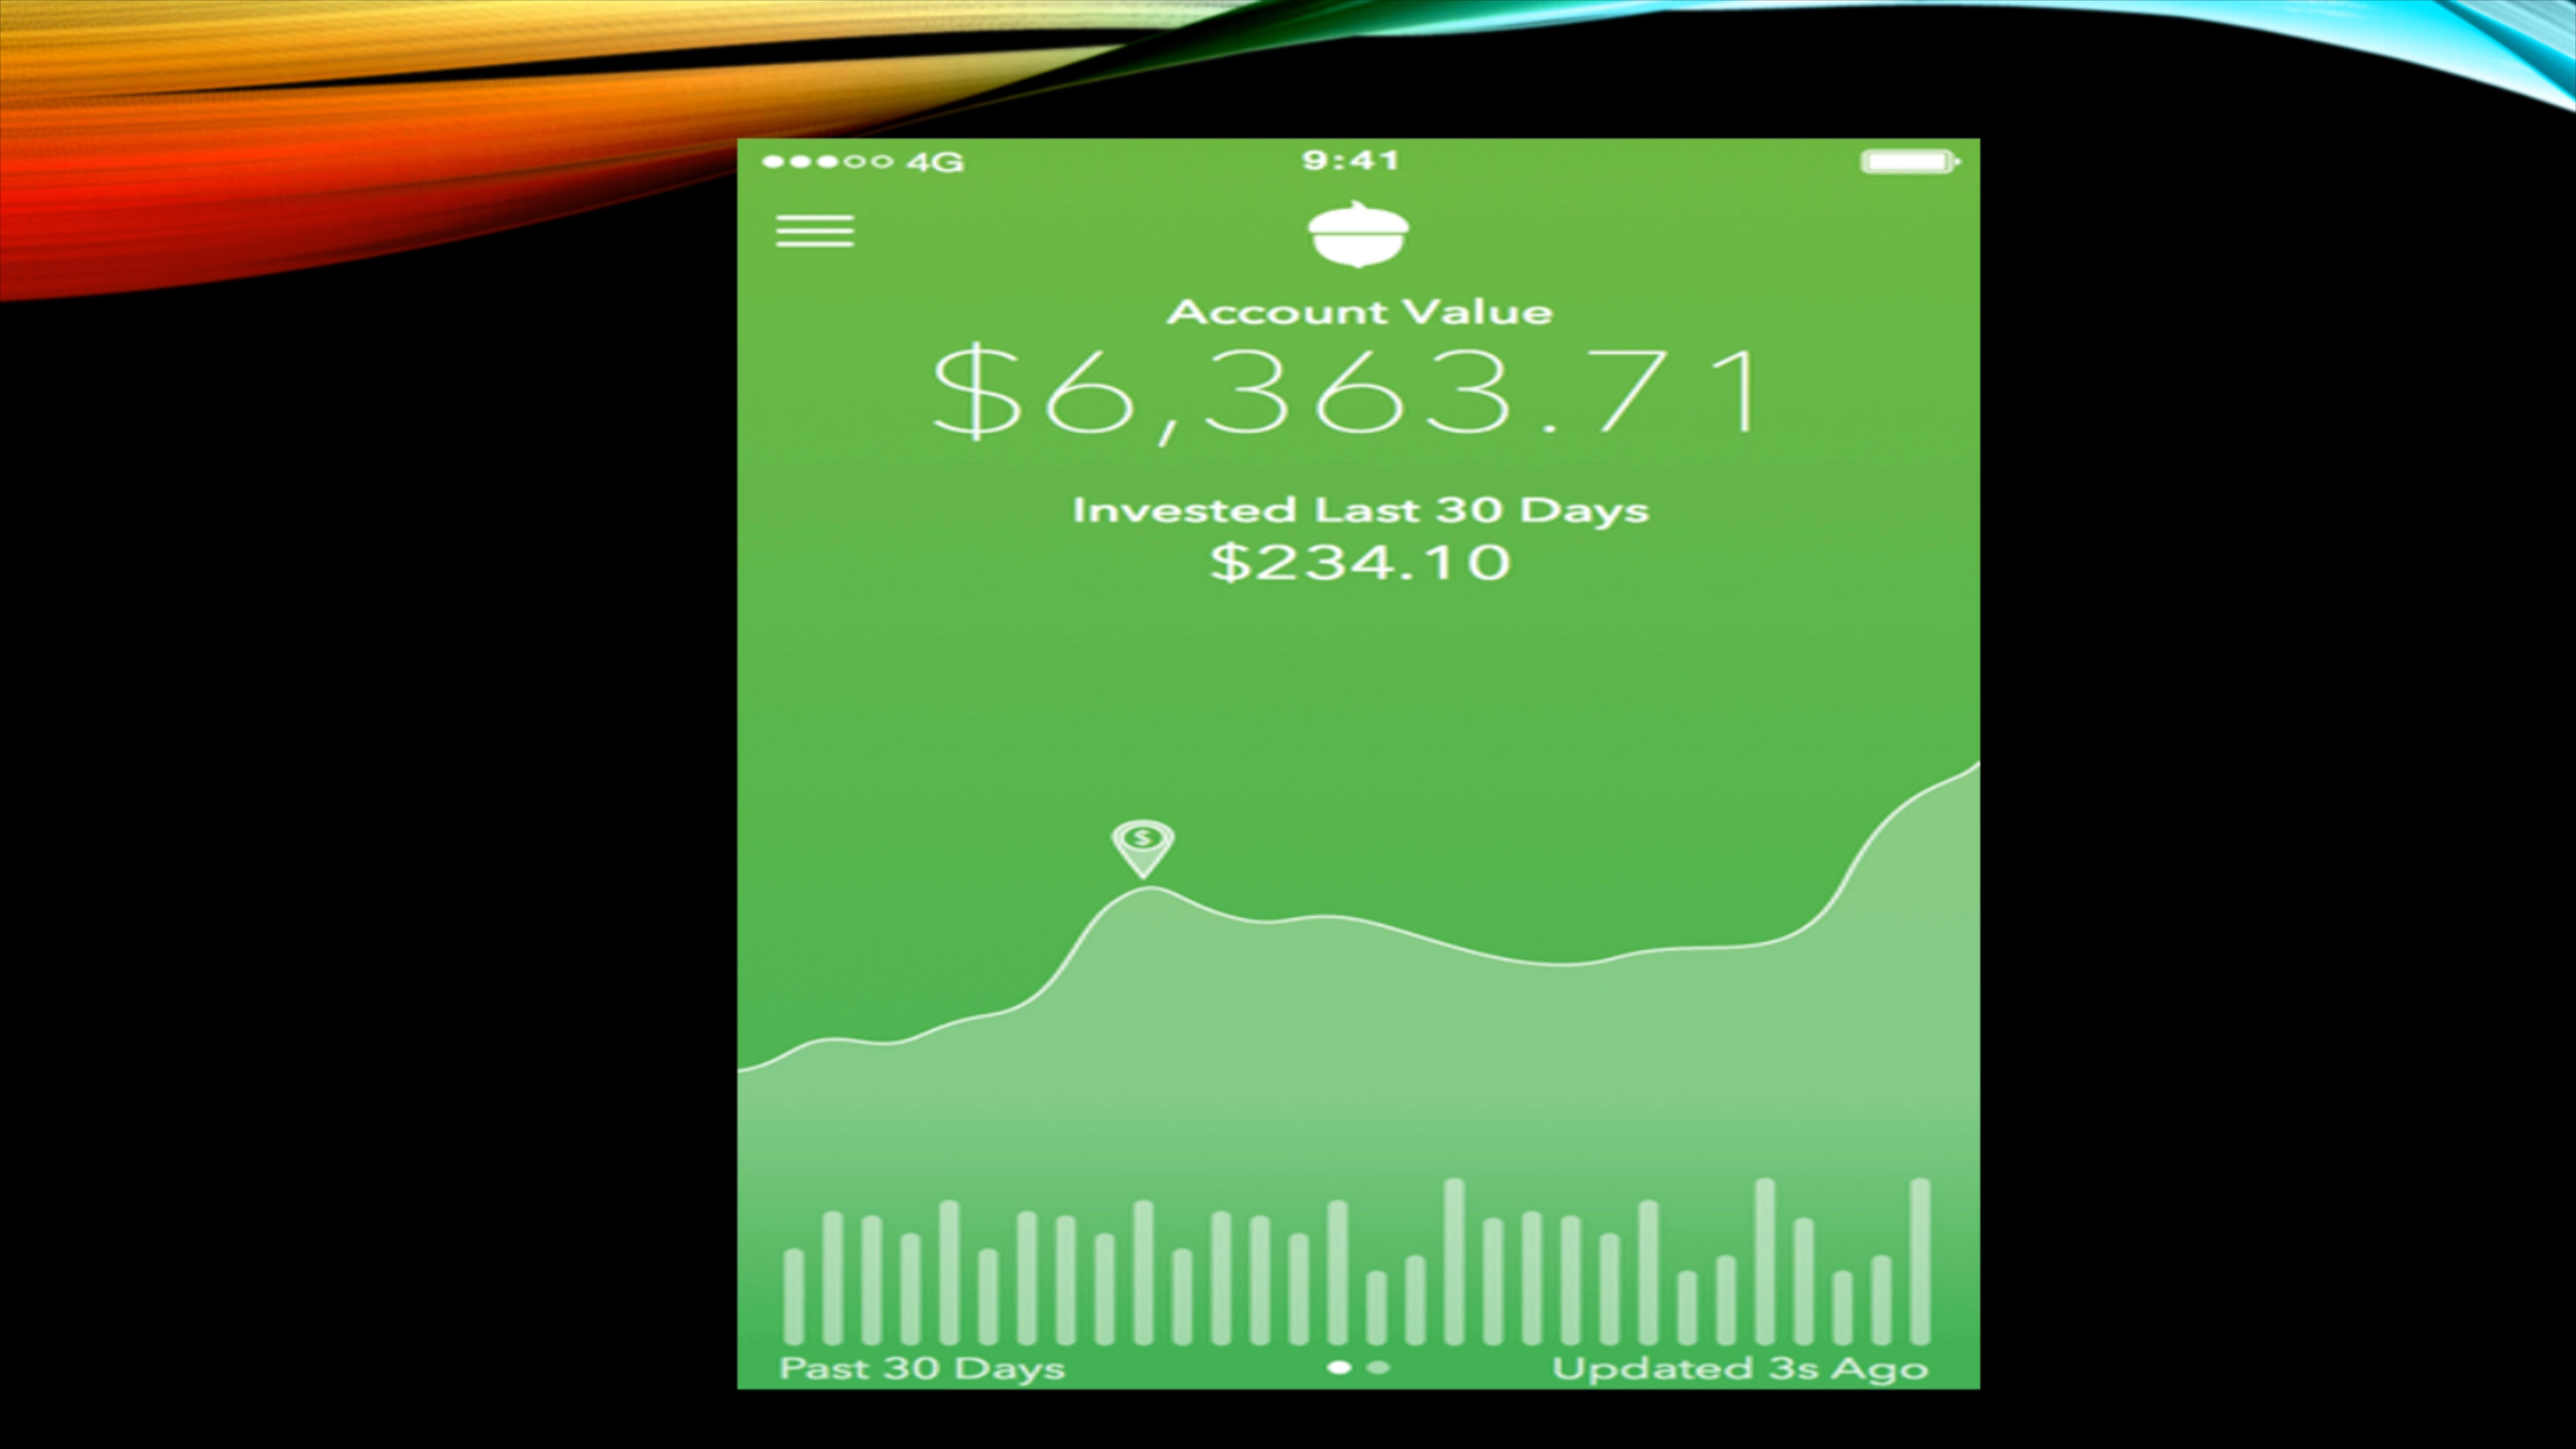 4G 9:41
Account Value
$6,363.71
Invested Last 30 Days
$234.10
$
Past 30 Days Updated 3s Ago